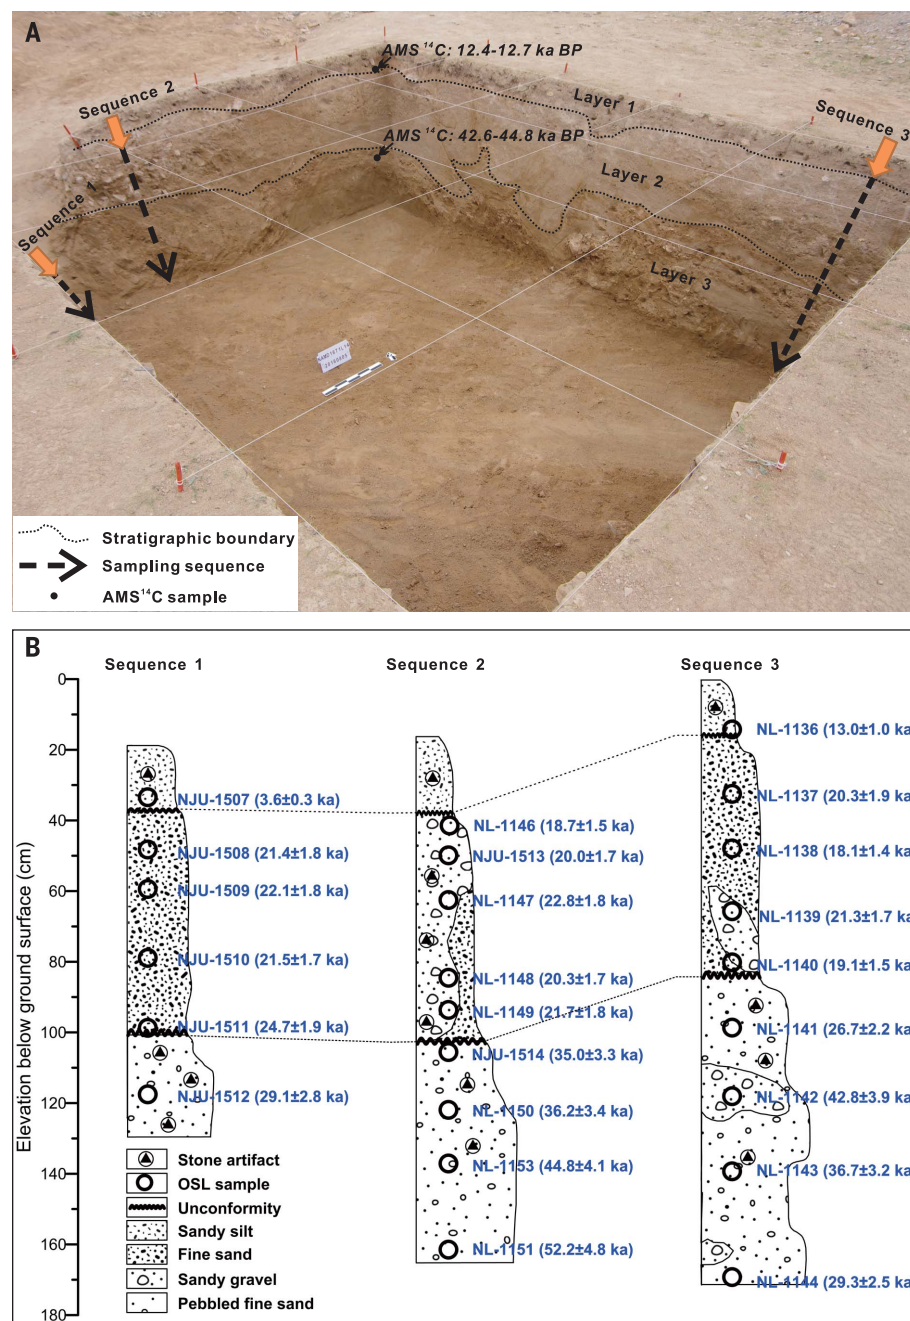 A
AMS ¹⁴C: 12.4-12.7 ka BP
Sequence 2
Layer 1
Sequence 3
AMS ¹⁴C: 42.6-44.8 ka BP
Layer 2
Sequence 1
Layer 3
Stratigraphic boundary
Sampling sequence
AMS¹⁴C sample
B
Sequence 1
Sequence 2
Sequence 3
Elevation below ground surface (cm)
0
20
40
60
80
100
120
140
160
180
NJU-1507 (3.6±0.3 ka)
NJU-1508 (21.4±1.8 ka)
NJU-1509 (22.1±1.8 ka)
NJU-1510 (21.5±1.7 ka)
NJU-1511 (24.7±1.9 ka)
NJU-1512 (29.1±2.8 ka)
NL-1146 (18.7±1.5 ka)
NJU-1513 (20.0±1.7 ka)
NL-1147 (22.8±1.8 ka)
NL-1148 (20.3±1.7 ka)
NL-1149 (21.7±1.8 ka)
NJU-1514 (35.0±3.3 ka)
NL-1150 (36.2±3.4 ka)
NL-1153 (44.8±4.1 ka)
NL-1151 (52.2±4.8 ka)
NL-1136 (13.0±1.0 ka
NL-1137 (20.3±1.9 ka)
NL-1138 (18.1±1.4 ka)
NL-1139 (21.3±1.7 ka)
NL-1140 (19.1±1.5 ka)
NL-1141 (26.7±2.2 ka)
NL-1142 (42.8±3.9 ka)
NL-1143 (36.7±3.2 ka)
NL-1144 (29.3±2.5 ka)
Stone artifact
OSL sample
Unconformity
Sandy silt
Fine sand
Sandy gravel
Pebbled fine sand